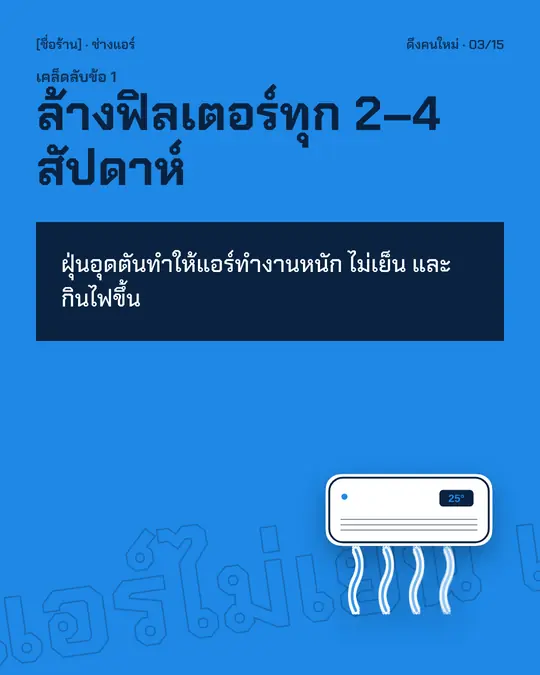 [ชื่อร้าน] · ช่างแอร์
ดึงคนใหม่ · 03/15
เคล็ดลับข้อ 1
ล้างฟิลเตอร์ทุก 2–4
สัปดาห์
ฝุ่นอุดตันทำให้แอร์ทำงานหนัก ไม่เย็น และ
กินไฟขึ้น
25°
แอร์ไม่เย็น